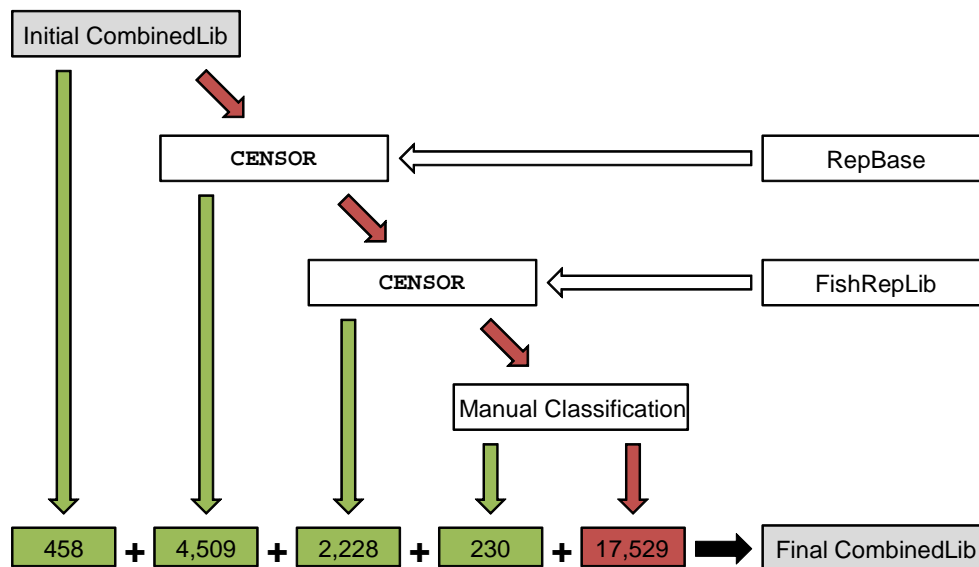 Initial CombinedLib
CENSOR
RepBase
CENSOR
FishRepLib
Manual Classification
458 + 4,509 + 2,228 + 230 + 17,529 Final CombinedLib